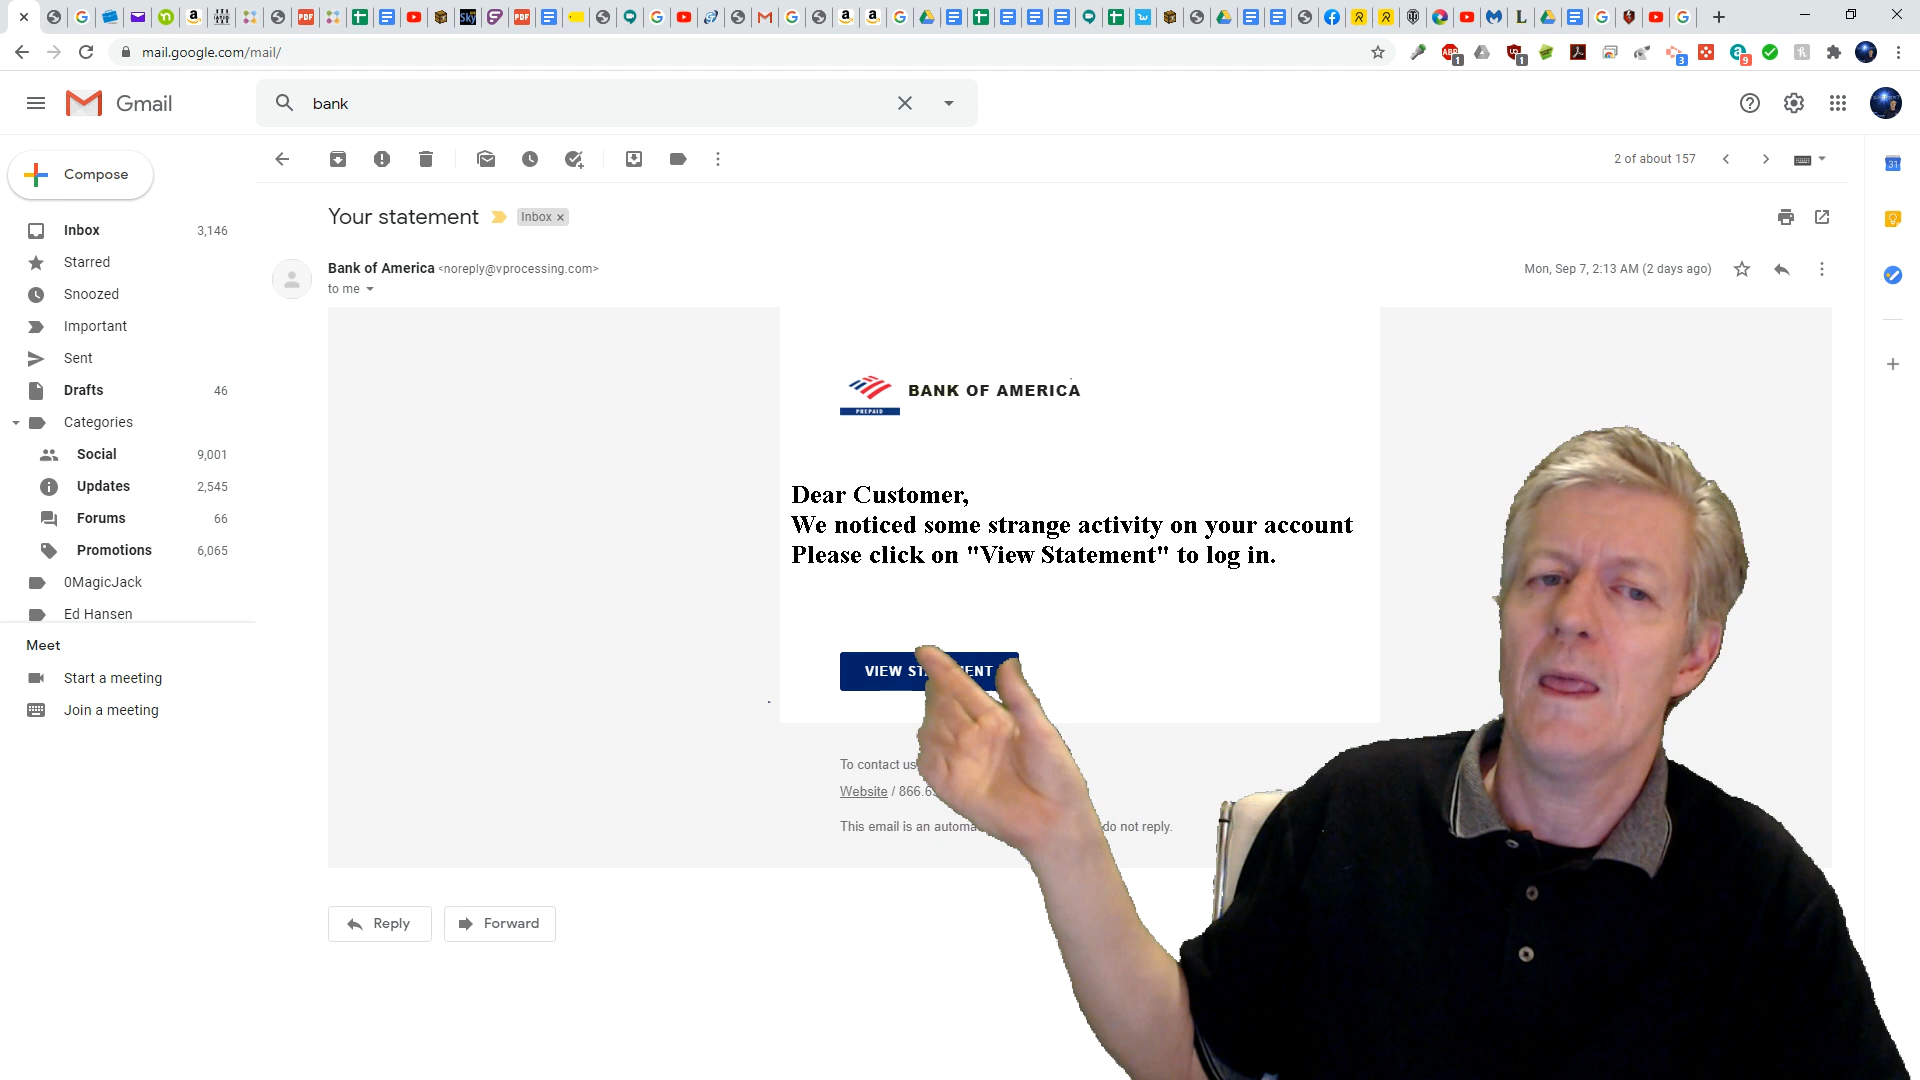 mail.google.com/mail/
Gmail
bank
Compose
2 of about 157
Inbox 3,146
Starred
Snoozed
Important
Sent
Drafts 46
Categories
Social 9,001
Updates 2,545
Forums 66
Promotions 6,065
0MagicJack
Ed Hansen
Meet
Start a meeting
Join a meeting
Your statement
Inbox x
Bank of America <noreply@vprocessing.com>
Mon, Sep 7, 2:13 AM (2 days ago)
to me
BANK OF AMERICA
PREPAID
Dear Customer,
We noticed some strange activity on your account
Please click on "View Statement" to log in.
VIEW
To contact us
Website / 866.6
This email is an do not reply.
Reply
Forward